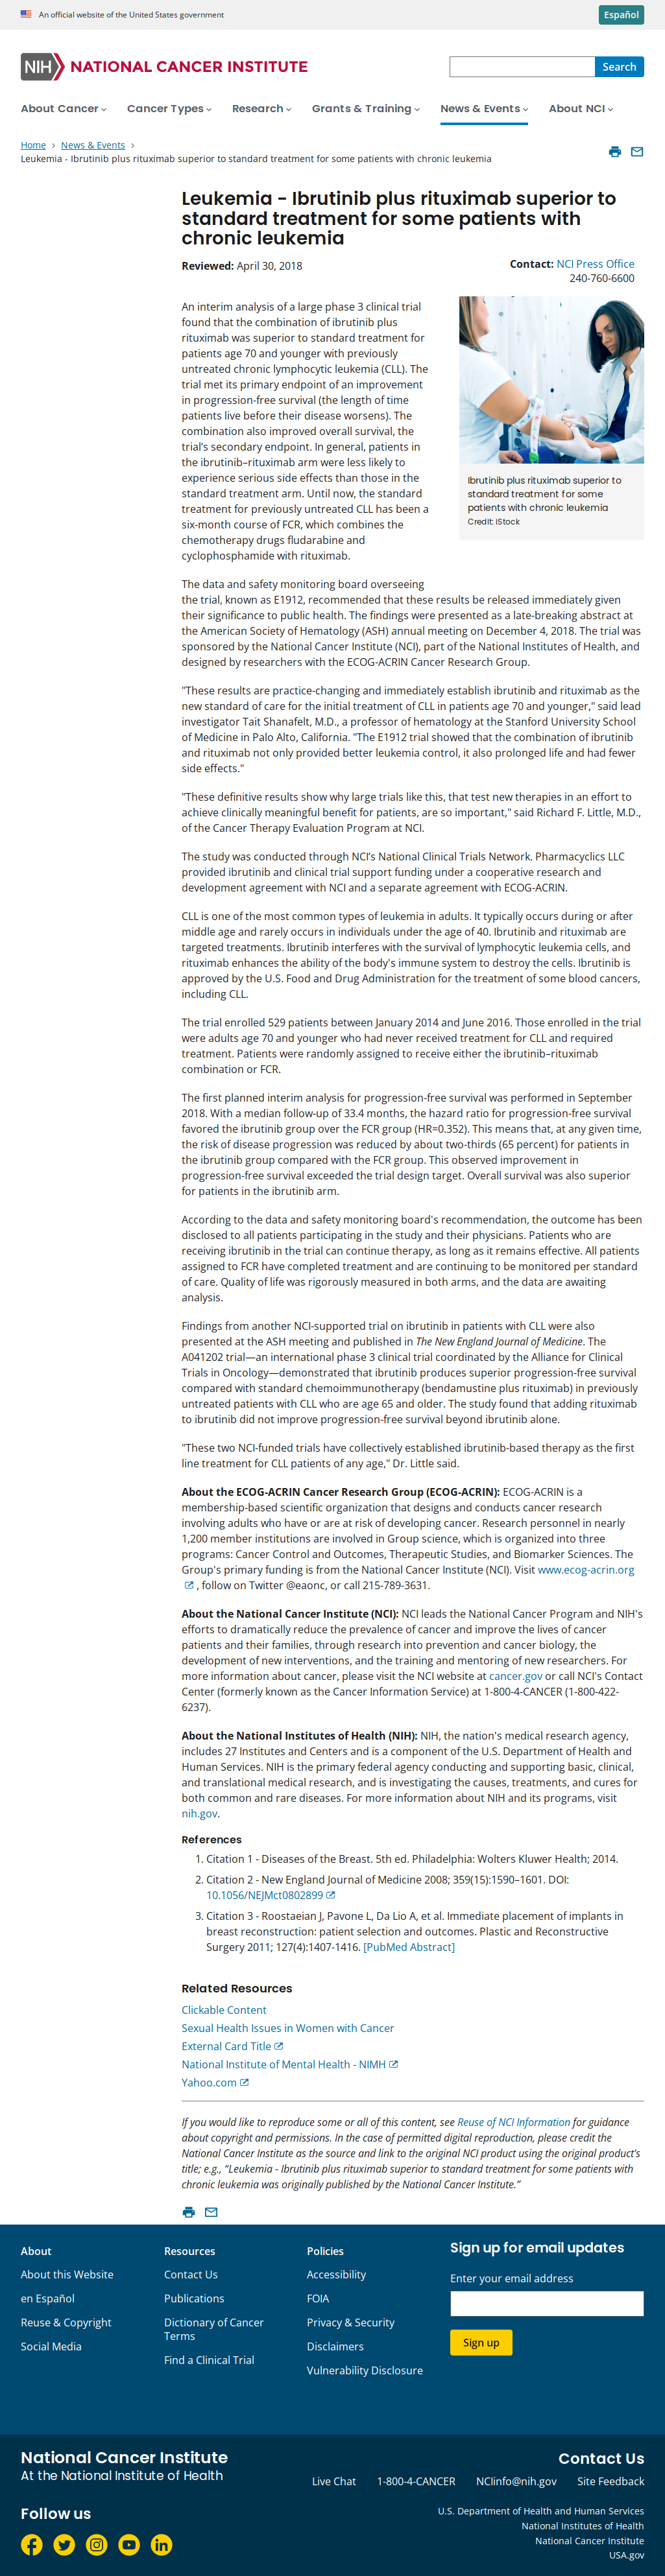 An official website of the United States government
Español
NIH NATIONAL CANCER INSTITUTE
Search
About Cancer
Cancer Types
Research
Grants & Training
News & Events
About NCI
Home > News & Events >
Leukemia - Ibrutinib plus rituximab superior to standard treatment for some patients with chronic leukemia
Leukemia - Ibrutinib plus rituximab superior to
standard treatment for some patients with
chronic leukemia
Reviewed: April 30, 2018
Contact: NCI Press Office
240-760-6600
An interim analysis of a large phase 3 clinical trial
found that the combination of ibrutinib plus
rituximab was superior to standard treatment for
patients age 70 and younger with previously
untreated chronic lymphocytic leukemia (CLL). The
trial met its primary endpoint of an improvement
in progression-free survival (the length of time
patients live before their disease worsens). The
combination also improved overall survival, the
trial's secondary endpoint. In general, patients in
the ibrutinib–rituximab arm were less likely to
experience serious side effects than those in the
standard treatment arm. Until now, the standard
treatment for previously untreated CLL has been a
six-month course of FCR, which combines the
chemotherapy drugs fludarabine and
cyclophosphamide with rituximab.
Ibrutinib plus rituximab superior to
standard treatment for some
patients with chronic leukemia
Credit: iStock
The data and safety monitoring board overseeing
the trial, known as E1912, recommended that these results be released immediately given
their significance to public health. The findings were presented as a late-breaking abstract at
the American Society of Hematology (ASH) annual meeting on December 4, 2018. The trial was
sponsored by the National Cancer Institute (NCI), part of the National Institutes of Health, and
designed by researchers with the ECOG-ACRIN Cancer Research Group.
"These results are practice-changing and immediately establish ibrutinib and rituximab as the
new standard of care for the initial treatment of CLL in patients age 70 and younger," said lead
investigator Tait Shanafelt, M.D., a professor of hematology at the Stanford University School
of Medicine in Palo Alto, California. "The E1912 trial showed that the combination of ibrutinib
and rituximab not only provided better leukemia control, it also prolonged life and had fewer
side effects."
"These definitive results show why large trials like this, that test new therapies in an effort to
achieve clinically meaningful benefit for patients, are so important," said Richard F. Little, M.D.,
of the Cancer Therapy Evaluation Program at NCI.
The study was conducted through NCI's National Clinical Trials Network. Pharmacyclics LLC
provided ibrutinib and clinical trial support funding under a cooperative research and
development agreement with NCI and a separate agreement with ECOG-ACRIN.
CLL is one of the most common types of leukemia in adults. It typically occurs during or after
middle age and rarely occurs in individuals under the age of 40. Ibrutinib and rituximab are
targeted treatments. Ibrutinib interferes with the survival of lymphocytic leukemia cells, and
rituximab enhances the ability of the body's immune system to destroy the cells. Ibrutinib is
approved by the U.S. Food and Drug Administration for the treatment of some blood cancers,
including CLL.
The trial enrolled 529 patients between January 2014 and June 2016. Those enrolled in the trial
were adults age 70 and younger who had never received treatment for CLL and required
treatment. Patients were randomly assigned to receive either the ibrutinib–rituximab
combination or FCR.
The first planned interim analysis for progression-free survival was performed in September
2018. With a median follow-up of 33.4 months, the hazard ratio for progression-free survival
favored the ibrutinib group over the FCR group (HR=0.352). This means that, at any given time,
the risk of disease progression was reduced by about two-thirds (65 percent) for patients in
the ibrutinib group compared with the FCR group. This observed improvement in
progression-free survival exceeded the trial design target. Overall survival was also superior
for patients in the ibrutinib arm.
According to the data and safety monitoring board's recommendation, the outcome has been
disclosed to all patients participating in the study and their physicians. Patients who are
receiving ibrutinib in the trial can continue therapy, as long as it remains effective. All patients
assigned to FCR have completed treatment and are continuing to be monitored per standard
of care. Quality of life was rigorously measured in both arms, and the data are awaiting
analysis.
Findings from another NCI-supported trial on ibrutinib in patients with CLL were also
presented at the ASH meeting and published in The New England Journal of Medicine. The
A041202 trial—an international phase 3 clinical trial coordinated by the Alliance for Clinical
Trials in Oncology—demonstrated that ibrutinib produces superior progression-free survival
compared with standard chemoimmunotherapy (bendamustine plus rituximab) in previously
untreated patients with CLL who are age 65 and older. The study found that adding rituximab
to ibrutinib did not improve progression-free survival beyond ibrutinib alone.
"These two NCI-funded trials have collectively established ibrutinib-based therapy as the first
line treatment for CLL patients of any age," Dr. Little said.
About the ECOG-ACRIN Cancer Research Group (ECOG-ACRIN): ECOG-ACRIN is a
membership-based scientific organization that designs and conducts cancer research
involving adults who have or are at risk of developing cancer. Research personnel in nearly
1,200 member institutions are involved in Group science, which is organized into three
programs: Cancer Control and Outcomes, Therapeutic Studies, and Biomarker Sciences. The
Group's primary funding is from the National Cancer Institute (NCI). Visit www.ecog-acrin.org
, follow on Twitter @eaonc, or call 215-789-3631.
About the National Cancer Institute (NCI): NCI leads the National Cancer Program and NIH's
efforts to dramatically reduce the prevalence of cancer and improve the lives of cancer
patients and their families, through research into prevention and cancer biology, the
development of new interventions, and the training and mentoring of new researchers. For
more information about cancer, please visit the NCI website at cancer.gov or call NCI's Contact
Center (formerly known as the Cancer Information Service) at 1-800-4-CANCER (1-800-422-
6237).
About the National Institutes of Health (NIH): NIH, the nation's medical research agency,
includes 27 Institutes and Centers and is a component of the U.S. Department of Health and
Human Services. NIH is the primary federal agency conducting and supporting basic, clinical,
and translational medical research, and is investigating the causes, treatments, and cures for
both common and rare diseases. For more information about NIH and its programs, visit
nih.gov.
References
1. Citation 1 - Diseases of the Breast. 5th ed. Philadelphia: Wolters Kluwer Health; 2014.
2. Citation 2 - New England Journal of Medicine 2008; 359(15):1590–1601. DOI:
10.1056/NEJMct0802899
3. Citation 3 - Roostaeian J, Pavone L, Da Lio A, et al. Immediate placement of implants in
breast reconstruction: patient selection and outcomes. Plastic and Reconstructive
Surgery 2011; 127(4):1407-1416. [PubMed Abstract]
Related Resources
Clickable Content
Sexual Health Issues in Women with Cancer
External Card Title
National Institute of Mental Health - NIMH
Yahoo.com
If you would like to reproduce some or all of this content, see Reuse of NCI Information for guidance
about copyright and permissions. In the case of permitted digital reproduction, please credit the
National Cancer Institute as the source and link to the original NCI product using the original product's
title; e.g., "Leukemia - Ibrutinib plus rituximab superior to standard treatment for some patients with
chronic leukemia was originally published by the National Cancer Institute."
About
About this Website
en Español
Reuse & Copyright
Social Media
Resources
Contact Us
Publications
Dictionary of Cancer
Terms
Find a Clinical Trial
Policies
Accessibility
FOIA
Privacy & Security
Disclaimers
Vulnerability Disclosure
Sign up for email updates
Enter your email address
Sign up
National Cancer Institute
At the National Institute of Health
Contact Us
Live Chat
1-800-4-CANCER
NCIinfo@nih.gov
Site Feedback
Follow us
U.S. Department of Health and Human Services
National Institutes of Health
National Cancer Institute
USA.gov